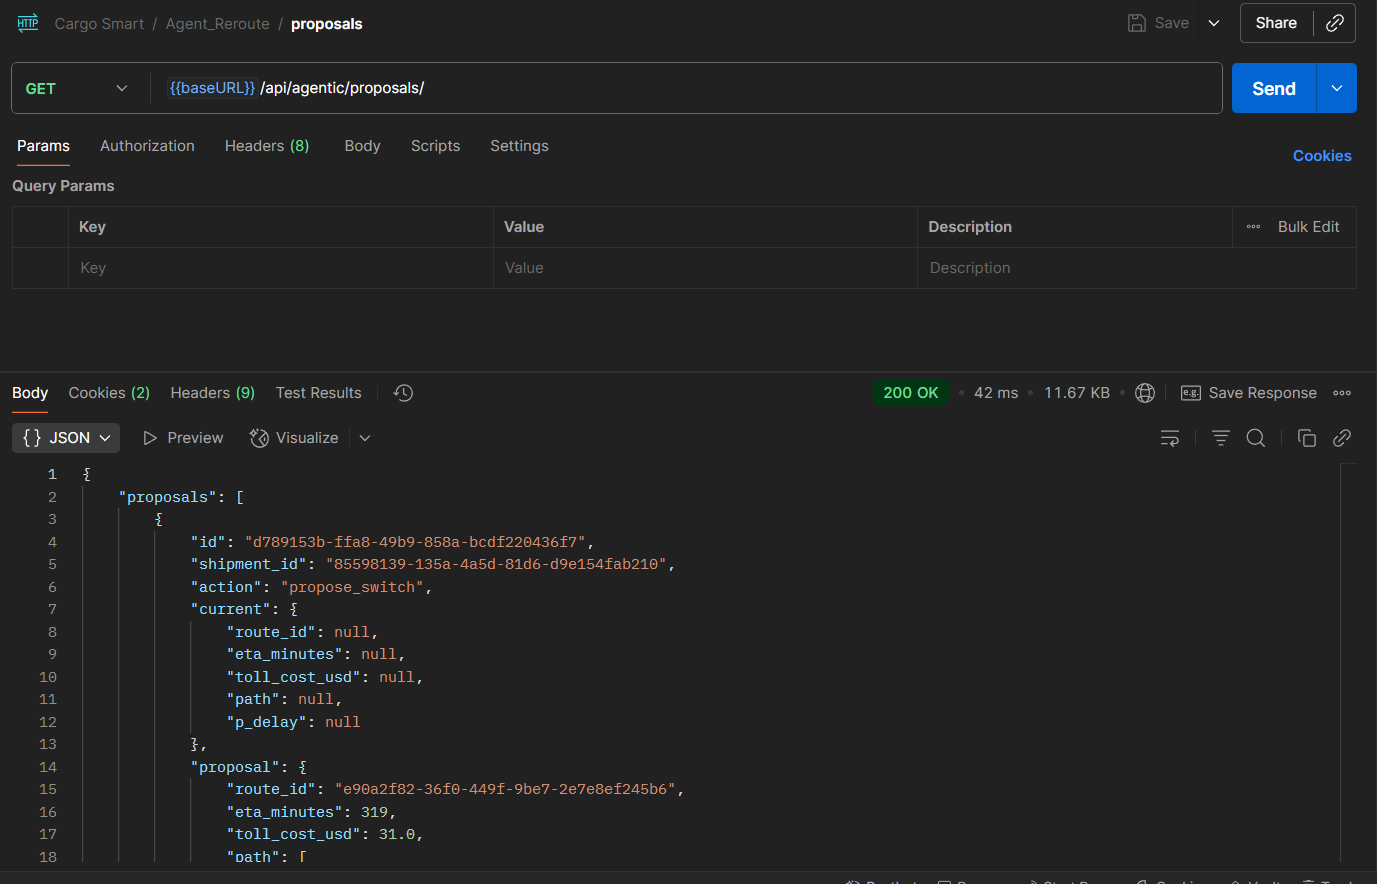 HTTP Cargo Smart / Agent_Reroute / proposals Save Share
GET {{baseURL}}/api/agentic/proposals/ Send
Params Authorization Headers (8) Body Scripts Settings Cookies
Query Params
Key Value Description Bulk Edit
Key Value Description
Body Cookies (2) Headers (9) Test Results 200 OK 42 ms 11.67 KB e.g. Save Response
{} JSON Preview Visualize
1 {
2 "proposals": [
3 {
4 "id": "d789153b-ffa8-49b9-858a-bcdf220436f7",
5 "shipment_id": "85598139-135a-4a5d-81d6-d9e154fab210",
6 "action": "propose_switch",
7 "current": {
8 "route_id": null,
9 "eta_minutes": null,
10 "toll_cost_usd": null,
11 "path": null,
12 "p_delay": null
13 },
14 "proposal": {
15 "route_id": "e90a2f82-36f0-449f-9be7-2e7e8ef245b6",
16 "eta_minutes": 319,
17 "toll_cost_usd": 31.0,
18 "path": [